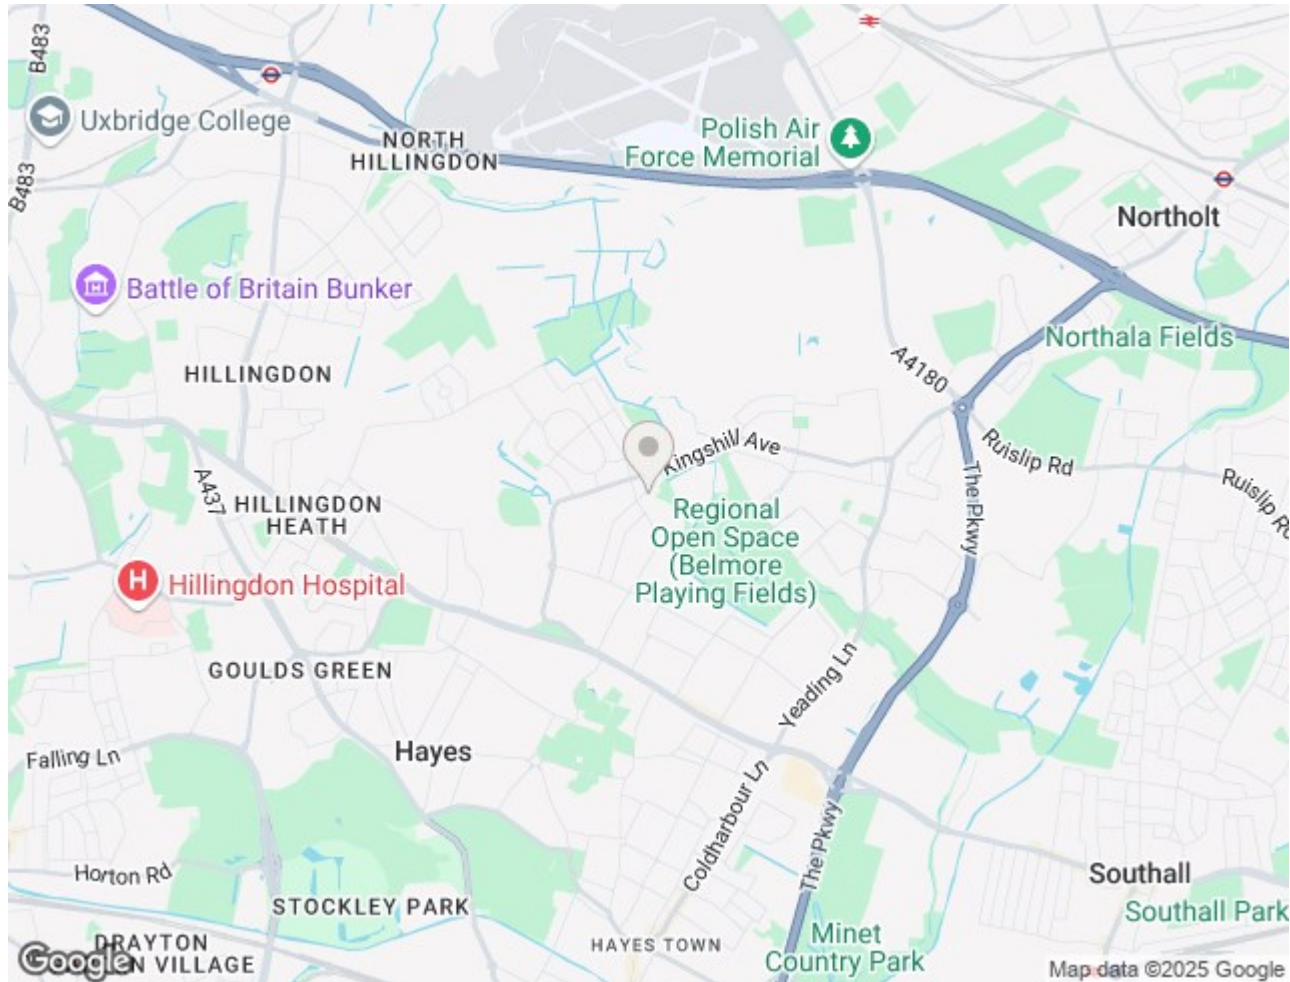 B483
Uxbridge College
B483
NORTH
HILLINGDON
Polish Air
Force Memorial
Northolt
Battle of Britain Bunker
Northala Fields
HILLINGDON
A4180
Kingshill Ave
Ruislip Rd
Ruislip Rd
A437
HILLINGDON
HEATH
The Pkwy
Regional
Open Space
(Belmore
Playing Fields)
H
Hillingdon Hospital
GOULDS GREEN
Yeading Ln
Falling Ln
Hayes
Coldharbour Ln
The Pkwy
Horton Rd
Southall
STOCKLEY PARK
Southall Park
DRAYTON
VILLAGE
HAYES TOWN
Minet
Country Park
Google
Map data ©2025 Google